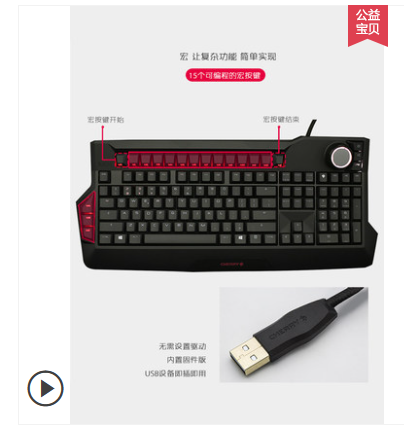 公益
宝贝
宏 让复杂功能 简单实现
15个可编程的宏按键
宏按键开始
宏按键结束
CHERRY
无需设置驱动
内置固件版
USB设备即插即用